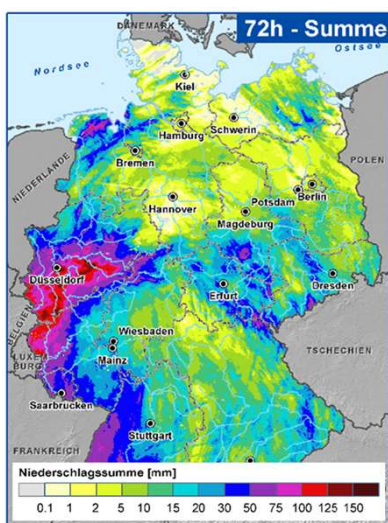 DÄNEMARK
72h - Summe
Nordsee
Ostsee
Kiel
Hamburg
Schwerin
Bremen
NIEDERLANDE
POLEN
Berlin
Potsdam
Hannover
Magdeburg
Düsseldorf
Dresden
Erfurt
BELGIEN
Wiesbaden
Mainz
TSCHECHIEN
LUXEM
BURG
Saarbrücken
FRANKREICH
Stuttgart
Niederschlagssumme [mm]
0.1 1 2 5 10 15 20 30 50 75 100 125 150